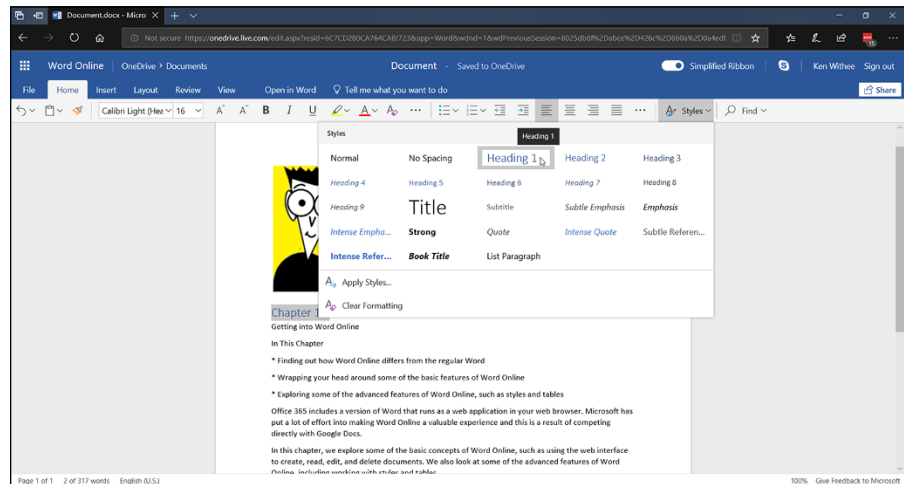 Document.docx - Micro
Not secure https://onedrive.live.com/edit.aspx?resid=6C7CD280CA764CAB!723&app=Word&wdnd=1&wdPreviousSession=8025db8f%2Dabce%2D426c%2D860a%2D0a4ed
Word Online OneDrive > Documents Document - Saved to OneDrive Simplified Ribbon Ken Withee Sign out
File Home Insert Layout Review View Open in Word Tell me what you want to do Share
Calibri Light (Hea 16 A A B I U A Styles Find
Styles
Heading 1
Normal No Spacing Heading 1 Heading 2 Heading 3
Heading 4 Heading 5 Heading 6 Heading 7 Heading 8
Heading 9 Title Subtitle Subtle Emphasis Emphasis
Intense Empha... Strong Quote Intense Quote Subtle Referen...
Intense Refer... Book Title List Paragraph
Apply Styles...
Clear Formatting
Chapter 1
Getting into Word Online
In This Chapter
* Finding out how Word Online differs from the regular Word
* Wrapping your head around some of the basic features of Word Online
* Exploring some of the advanced features of Word Online, such as styles and tables
Office 365 includes a version of Word that runs as a web application in your web browser. Microsoft has
put a lot of effort into making Word Online a valuable experience and this is a result of competing
directly with Google Docs.
In this chapter, we explore some of the basic concepts of Word Online, such as using the web interface
to create, read, edit, and delete documents. We also look at some of the advanced features of Word
Online, including working with styles and tables.
Page 1 of 1 2 of 317 words English (U.S.) 100% Give Feedback to Microsoft